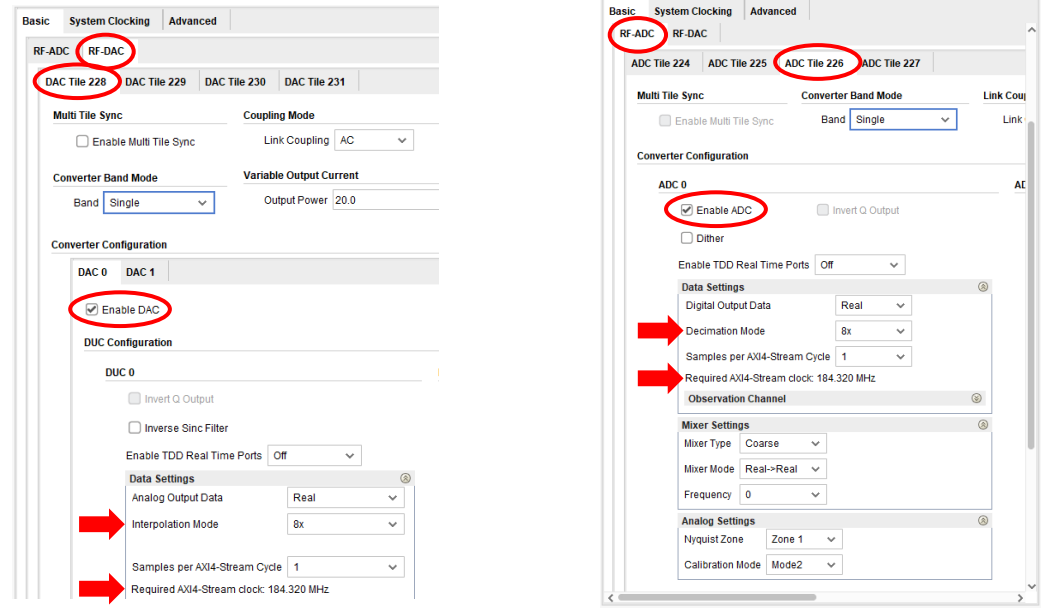 Basic System Clocking Advanced
RF-ADC RF-DAC
DAC Tile 228 DAC Tile 229 DAC Tile 230 DAC Tile 231
Multi Tile Sync Coupling Mode
Enable Multi Tile Sync Link Coupling AC
Converter Band Mode Variable Output Current
Band Single Output Power 20.0
Converter Configuration
DAC 0 DAC 1
Enable DAC
DUC Configuration
DUC 0
Invert Q Output
Inverse Sinc Filter
Enable TDD Real Time Ports Off
Data Settings
Analog Output Data Real
Interpolation Mode 8x
Samples per AXI4-Stream Cycle 1
Required AXI4-Stream clock: 184.320 MHz
Basic System Clocking Advanced
RF-ADC RF-DAC
ADC Tile 224 ADC Tile 225 ADC Tile 226 ADC Tile 227
Multi Tile Sync Converter Band Mode Link Coup
Enable Multi Tile Sync Band Single Link
Converter Configuration
ADC 0 AD
Enable ADC Invert Q Output
Dither
Enable TDD Real Time Ports Off
Data Settings
Digital Output Data Real
Decimation Mode 8x
Samples per AXI4-Stream Cycle 1
Required AXI4-Stream clock: 184.320 MHz
Observation Channel
Mixer Settings
Mixer Type Coarse
Mixer Mode Real->Real
Frequency 0
Analog Settings
Nyquist Zone Zone 1
Calibration Mode Mode2